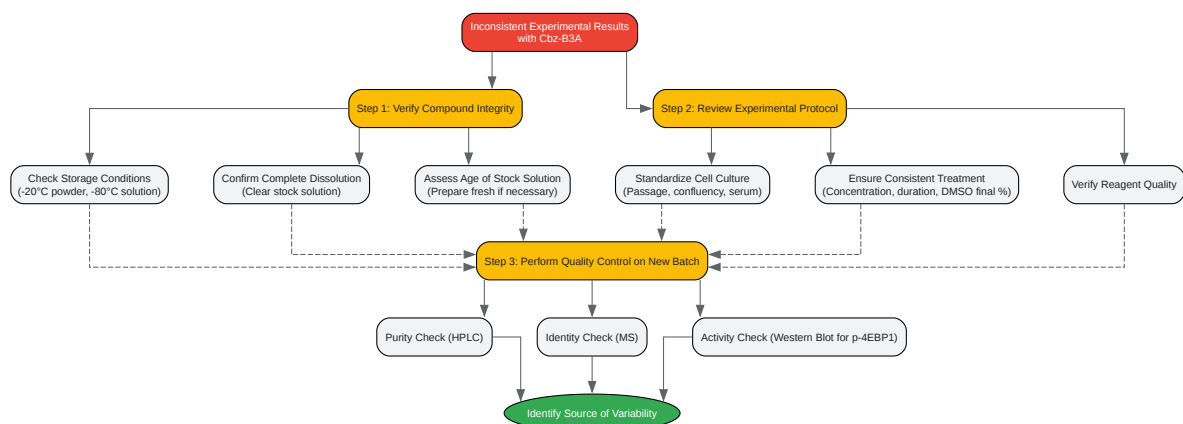 Inconsistent Experimental Results
with Cbz-B3A
Step 1: Verify Compound Integrity
Step 2: Review Experimental Protocol
Check Storage Conditions
(-20°C powder, -80°C solution)
Confirm Complete Dissolution
(Clear stock solution)
Assess Age of Stock Solution
(Prepare fresh if necessary)
Standardize Cell Culture
(Passage, confluency, serum)
Ensure Consistent Treatment
(Concentration, duration, DMSO final %)
Verify Reagent Quality
Step 3: Perform Quality Control on New Batch
Purity Check (HPLC)
Identity Check (MS)
Activity Check (Western Blot for p-4EBP1)
Identify Source of Variability